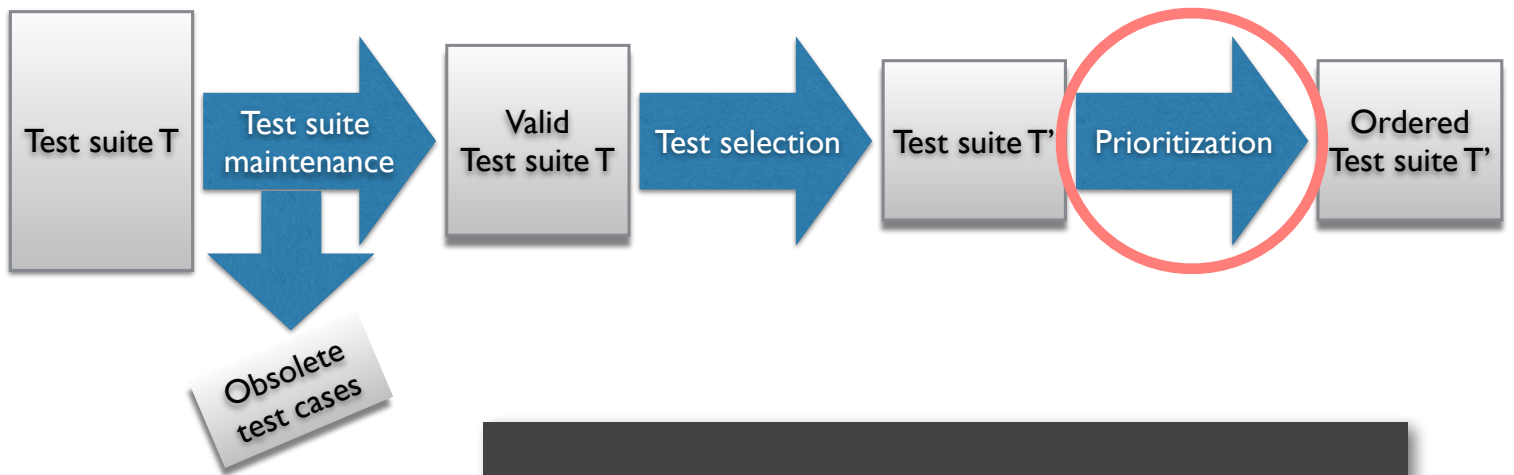 Test suite T
Test suite
maintenance
Valid
Test suite T
Test selection
Test suite T’
Prioritization
Ordered
Test suite T’
Obsolete
test cases